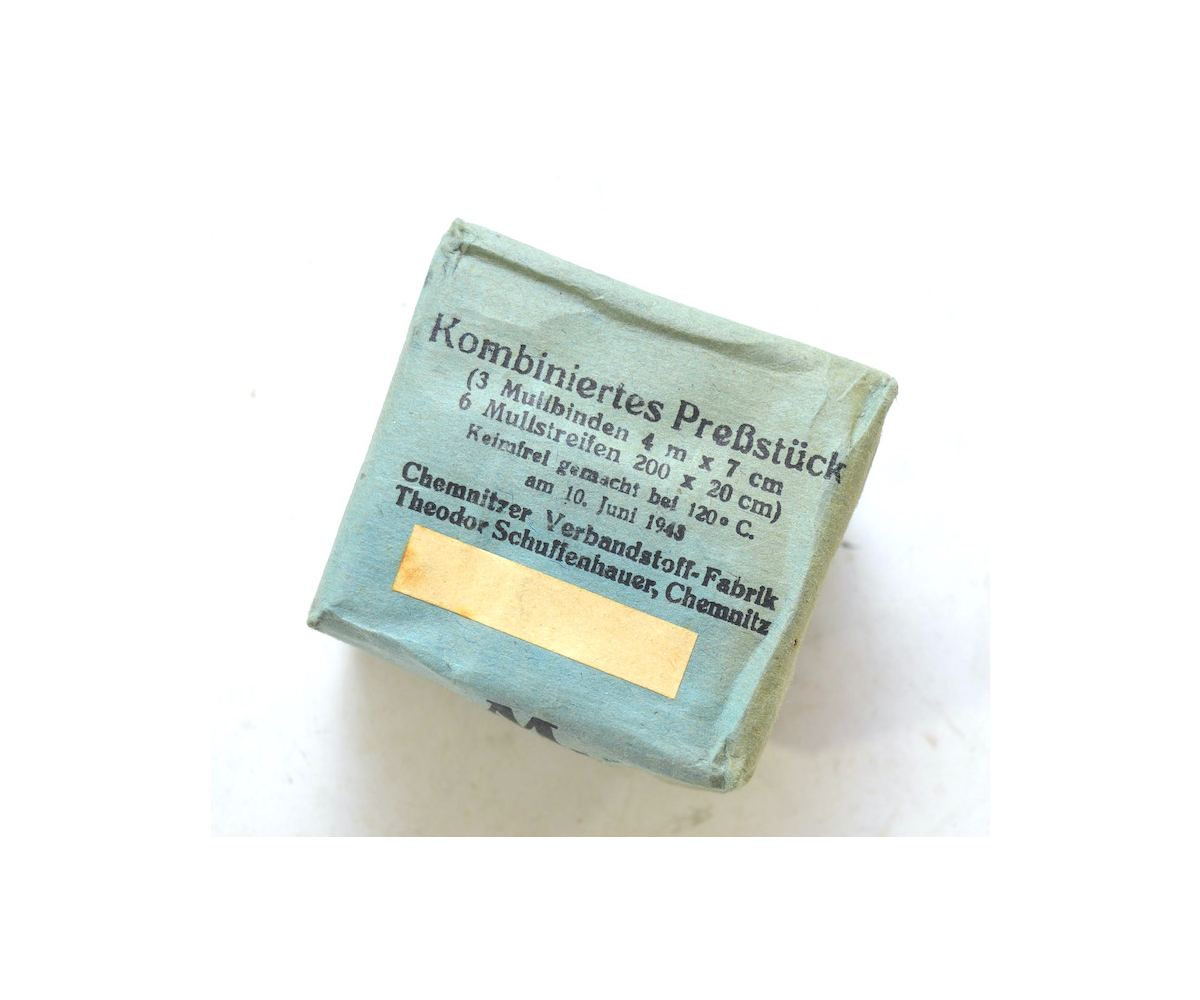 Kombiniertes Preßstück
(3 Mullbinden 4 m x 7 cm
6 Mullstreifen 200 x 20 cm)
Keimfrei gemacht bei 120° C.
am 10. Juni 1943
Chemnitzer Verbandstoff-Fabrik
Theodor Schuffenhauer, Chemnitz
M